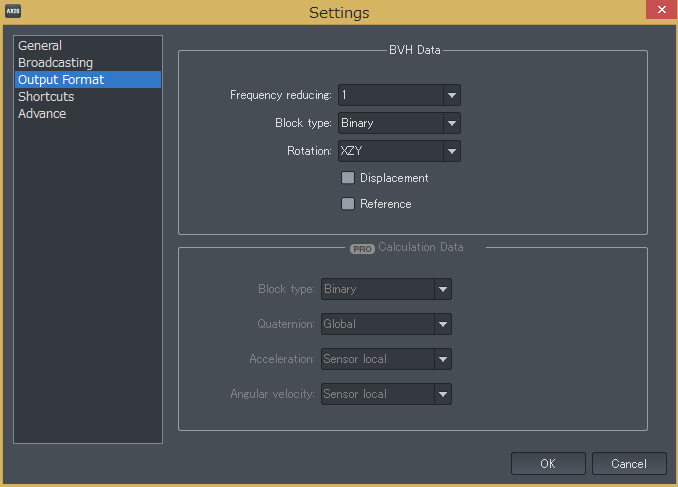 AXIS
Settings
General
Broadcasting
Output Format
Shortcuts
Advance
BVH Data
Frequency reducing: 1
Block type: Binary
Rotation: XZY
Displacement
Reference
PRO Calculation Data
Block type: Binary
Quaternion: Global
Acceleration: Sensor local
Angular velocity: Sensor local
OK Cancel